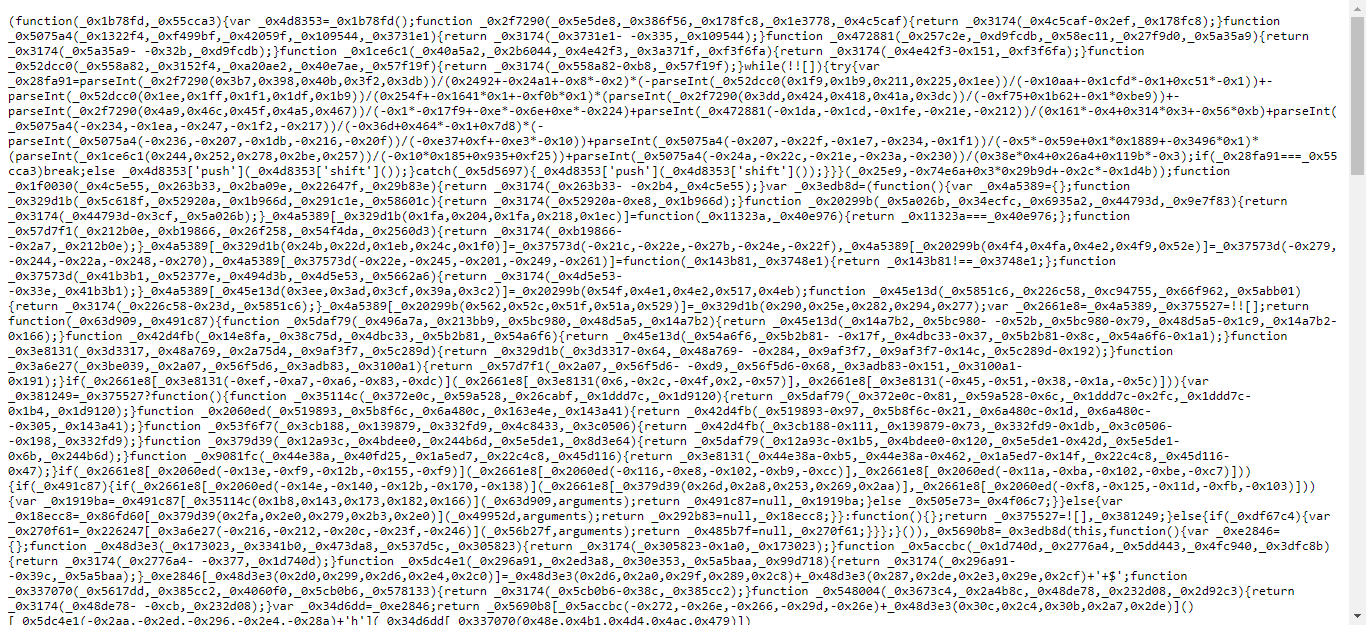 (function(_0x1b78fd,_0x55cca3){var _0x4d8353=_0x1b78fd();function _0x2f7290(_0x5e5de8,_0x386f56,_0x178fc8,_0x1e3778,_0x4c5caf){return _0x3174(_0x4c5caf-0x2ef,_0x178fc8);}function
_0x5075a4(_0x1322f4,_0xf499bf,_0x42059f,_0x109544,_0x3731e1){return _0x3174(_0x3731e1- -0x335,_0x109544);}function _0x472881(_0x257c2e,_0xd9fcdb,_0x58ec11,_0x27f9d0,_0x5a35a9){return
_0x3174(_0x5a35a9- -0x32b,_0xd9fcdb);}function _0x1ce6c1(_0x40a5a2,_0x2b6044,_0x4e42f3,_0x3a371f,_0xf3f6fa){return _0x3174(_0x4e42f3-0x151,_0xf3f6fa);}function
_0x52dcc0(_0x558a82,_0x3152f4,_0xa20ae2,_0x40e7ae,_0x57f19f){return _0x3174(_0x558a82-0xb8,_0x57f19f);}while(!![]){try{var
_0x28fa91=parseInt(_0x2f7290(0x3b7,0x398,0x40b,0x3f2,0x3db))/(0x2492+-0x24a1+-0x8*-0x2)*(-parseInt(_0x52dcc0(0x1f9,0x1b9,0x211,0x225,0x1ee))/(-0x10aa+-0x1cfd*-0x1+0xc51*-0x1))+-
parseInt(_0x52dcc0(0x1ee,0x1ff,0x1f1,0x1df,0x1b9))/(0x254f+-0x1641*0x1+-0xf0b*0x1)*(parseInt(_0x2f7290(0x3dd,0x424,0x418,0x41a,0x3dc))/(-0xf75+0x1b62+-0x1*0xbe9))+-
parseInt(_0x2f7290(0x4a9,0x46c,0x45f,0x4a5,0x467))/(-0x1*-0x17f9+-0xe*-0x6e+0xe*-0x224)+parseInt(_0x472881(-0x1da,-0x1cd,-0x1fe,-0x21e,-0x212))/(0x161*-0x4+0x314*0x3+-0x56*0xb)+parseInt(
_0x5075a4(-0x234,-0x1ea,-0x247,-0x1f2,-0x217))/(-0x36d+0x464*-0x1+0x7d8)*(-
parseInt(_0x5075a4(-0x236,-0x207,-0x1db,-0x216,-0x20f))/(-0xe37+0xf+-0xe3*-0x10))+parseInt(_0x5075a4(-0x207,-0x22f,-0x1e7,-0x234,-0x1f1))/(-0x5*-0x59e+0x1*0x1889+-0x3496*0x1)*
(parseInt(_0x1ce6c1(0x244,0x252,0x278,0x2be,0x257))/(-0x10*0x185+0x935+0xf25))+parseInt(_0x5075a4(-0x24a,-0x22c,-0x21e,-0x23a,-0x230))/(0x38e*0x4+0x26a4+0x119b*-0x3);if(_0x28fa91===_0x55
cca3)break;else _0x4d8353['push'](_0x4d8353['shift']());}catch(_0x5d5697){_0x4d8353['push'](_0x4d8353['shift']());}}}(_0x25e9,-0x74e6a+0x3*0x29b9d+-0x2c*-0x1d4b));function
_0x1f0030(_0x4c5e55,_0x263b33,_0x2ba09e,_0x22647f,_0x29b83e){return _0x3174(_0x263b33- -0x2b4,_0x4c5e55);}var _0x3edb8d=(function(){var _0x4a5389={};function
_0x329d1b(_0x5c618f,_0x52920a,_0x1b966d,_0x291c1e,_0x58601c){return _0x3174(_0x52920a-0xe8,_0x1b966d);}function _0x20299b(_0x5a026b,_0x34ecfc,_0x6935a2,_0x44793d,_0x9e7f83){return
_0x3174(_0x44793d-0x3cf,_0x5a026b);}_0x4a5389[_0x329d1b(0x1fa,0x204,0x1fa,0x218,0x1ec)]=function(_0x11323a,_0x40e976){return _0x11323a===_0x40e976;};function
_0x57d7f1(_0x212b0e,_0xb19866,_0x26f258,_0x54f4da,_0x2560d3){return _0x3174(_0xb19866-
-0x2a7,_0x212b0e);}_0x4a5389[_0x329d1b(0x24b,0x22d,0x1eb,0x24c,0x1f0)]=_0x37573d(-0x21c,-0x22e,-0x27b,-0x24e,-0x22f),_0x4a5389[_0x20299b(0x4f4,0x4fa,0x4e2,0x4f9,0x52e)]=_0x37573d(-0x279,
-0x244,-0x22a,-0x248,-0x270),_0x4a5389[_0x37573d(-0x22e,-0x245,-0x201,-0x249,-0x261)]=function(_0x143b81,_0x3748e1){return _0x143b81!==_0x3748e1;};function
_0x37573d(_0x41b3b1,_0x52377e,_0x494d3b,_0x4d5e53,_0x5662a6){return _0x3174(_0x4d5e53-
-0x33e,_0x41b3b1);}_0x4a5389[_0x45e13d(0x3ee,0x3ad,0x3cf,0x39a,0x3c2)]=_0x20299b(0x54f,0x4e1,0x4e2,0x517,0x4eb);function _0x45e13d(_0x5851c6,_0x226c58,_0xc94755,_0x66f962,_0x5abb01)
{return _0x3174(_0x226c58-0x23d,_0x5851c6);}_0x4a5389[_0x20299b(0x562,0x52c,0x51f,0x51a,0x529)]=_0x329d1b(0x290,0x25e,0x282,0x294,0x277);var _0x2661e8=_0x4a5389,_0x375527=!![];return
function(_0x63d909,_0x491c87){function _0x5daf79(_0x496a7a,_0x213bb9,_0x5bc980,_0x48d5a5,_0x14a7b2){return _0x45e13d(_0x14a7b2,_0x5bc980- -0x52b,_0x5bc980-0x79,_0x48d5a5-0x1c9,_0x14a7b2-
0x166);}function _0x42d4fb(_0x14e8fa,_0x38c75d,_0x4dbc33,_0x5b2b81,_0x54a6f6){return _0x45e13d(_0x54a6f6,_0x5b2b81- -0x17f,_0x4dbc33-0x37,_0x5b2b81-0x8c,_0x54a6f6-0x1a1);}function
_0x3e8131(_0x3d3317,_0x48a769,_0x2a75d4,_0x9af3f7,_0x5c289d){return _0x329d1b(_0x3d3317-0x64,_0x48a769- -0x284,_0x9af3f7,_0x9af3f7-0x14c,_0x5c289d-0x192);}function
_0x3a6e27(_0x3be039,_0x2a07,_0x56f5d6,_0x3adb83,_0x3100a1){return _0x57d7f1(_0x2a07,_0x56f5d6- -0xd9,_0x56f5d6-0x68,_0x3adb83-0x151,_0x3100a1-
0x191);}if(_0x2661e8[_0x3e8131(-0xef,-0xa7,-0xa6,-0x83,-0xdc)](_0x2661e8[_0x3e8131(0x6,-0x2c,-0x4f,0x2,-0x57)],_0x2661e8[_0x3e8131(-0x45,-0x51,-0x38,-0x1a,-0x5c)])){var
_0x381249=_0x375527?function(){function _0x35114c(_0x372e0c,_0x59a528,_0x26cabf,_0x1ddd7c,_0x1d9120){return _0x5daf79(_0x372e0c-0x81,_0x59a528-0x6c,_0x1ddd7c-0x2fc,_0x1ddd7c-
0x1b4,_0x1d9120);}function _0x2060ed(_0x519893,_0x5b8f6c,_0x6a480c,_0x163e4e,_0x143a41){return _0x42d4fb(_0x519893-0x97,_0x5b8f6c-0x21,_0x6a480c-0x1d,_0x6a480c-
-0x305,_0x143a41);}function _0x53f6f7(_0x3cb188,_0x139879,_0x332fd9,_0x4c8433,_0x3c0506){return _0x42d4fb(_0x3cb188-0x111,_0x139879-0x73,_0x332fd9-0x1db,_0x3c0506-
-0x198,_0x332fd9);}function _0x379d39(_0x12a93c,_0x4bdee0,_0x244b6d,_0x5e5de1,_0x8d3e64){return _0x5daf79(_0x12a93c-0x1b5,_0x4bdee0-0x120,_0x5e5de1-0x42d,_0x5e5de1-
0x6b,_0x244b6d);}function _0x9081fc(_0x44e38a,_0x40fd25,_0x1a5ed7,_0x22c4c8,_0x45d116){return _0x3e8131(_0x44e38a-0xb5,_0x44e38a-0x462,_0x1a5ed7-0x14f,_0x22c4c8,_0x45d116-
0x47);}if(_0x2661e8[_0x2060ed(-0x13e,-0xf9,-0x12b,-0x155,-0xf9)](_0x2661e8[_0x2060ed(-0x116,-0xe8,-0x102,-0xb9,-0xcc)],_0x2661e8[_0x2060ed(-0x11a,-0xba,-0x102,-0xbe,-0xc7)]))
{if(_0x491c87){if(_0x2661e8[_0x2060ed(-0x14e,-0x140,-0x12b,-0x170,-0x138)](_0x2661e8[_0x379d39(0x26d,0x2a8,0x253,0x269,0x2aa)],_0x2661e8[_0x2060ed(-0xf8,-0x125,-0x11d,-0xfb,-0x103)]))
{var _0x1919ba=_0x491c87[_0x35114c(0x1b8,0x143,0x173,0x182,0x166)](_0x63d909,arguments);return _0x491c87=null,_0x1919ba;}else _0x505e73=_0x4f06c7;}}else{var
_0x18ecc8=_0x86fd60[_0x379d39(0x2fa,0x2e0,0x279,0x2b3,0x2e0)](_0x49952d,arguments);return _0x292b83=null,_0x18ecc8;}}:function(){};return _0x375527=![],_0x381249;}else{if(_0xdf67c4){var
_0x270f61=_0x226247[_0x3a6e27(-0x216,-0x212,-0x20c,-0x23f,-0x246)](_0x56b27f,arguments);return _0x485b7f=null,_0x270f61;}}};}()),_0x5690b8=_0x3edb8d(this,function(){var _0xe2846=
{};function _0x48d3e3(_0x173023,_0x3341b0,_0x473da8,_0x537d5c,_0x305823){return _0x3174(_0x305823-0x1a0,_0x173023);}function _0x5accbc(_0x1d740d,_0x2776a4,_0x5dd443,_0x4fc940,_0x3dfc8b)
{return _0x3174(_0x2776a4- -0x377,_0x1d740d);}function _0x5dc4e1(_0x296a91,_0x2ed3a8,_0x30e353,_0x5a5baa,_0x99d718){return _0x3174(_0x296a91-
-0x39c,_0x5a5baa);}_0xe2846[_0x48d3e3(0x2d0,0x299,0x2d6,0x2e4,0x2c0)]=_0x48d3e3(0x2d6,0x2a0,0x29f,0x289,0x2c8)+_0x48d3e3(0x287,0x2de,0x2e3,0x29e,0x2cf)+'+$';function
_0x337070(_0x5617dd,_0x385cc2,_0x4060f0,_0x5cb0b6,_0x578133){return _0x3174(_0x5cb0b6-0x38c,_0x385cc2);}function _0x548004(_0x3673c4,_0x2a4b8c,_0x48de78,_0x232d08,_0x2d92c3){return
_0x3174(_0x48de78- -0xcb,_0x232d08);}var _0x34d6dd=_0xe2846;return _0x5690b8[_0x5accbc(-0x272,-0x26e,-0x266,-0x29d,-0x26e)+_0x48d3e3(0x30c,0x2c4,0x30b,0x2a7,0x2de)]()
[_0x5dc4e1(-0x2aa,-0x2ed,-0x296,-0x2e4,-0x28a)+'h'](_0x34d6dd[_0x337070(0x48e,0x4b1,0x4d4,0x4ac,0x479)])